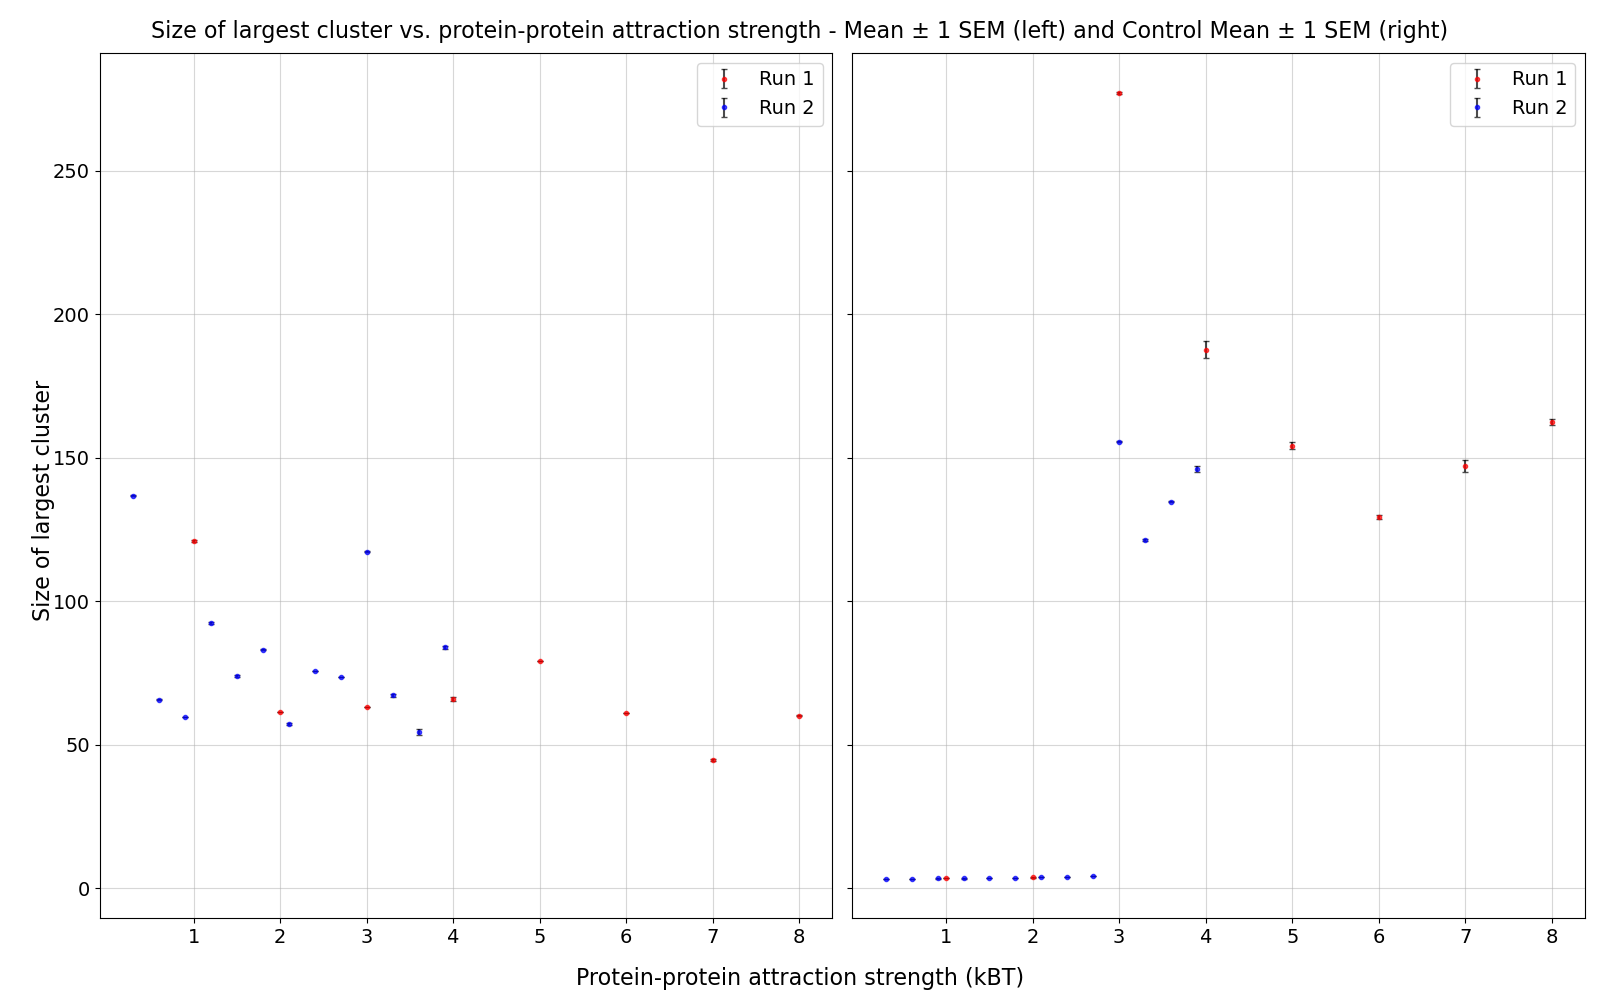 Size of largest cluster vs. protein-protein attraction strength - Mean ± 1 SEM (left) and Control Mean ± 1 SEM (right)
Run 1
Run 2
Run 1
Run 2
Size of largest cluster
250
200
150
100
50
0
1 2 3 4 5 6 7 8
1 2 3 4 5 6 7 8
Protein-protein attraction strength (kBT)